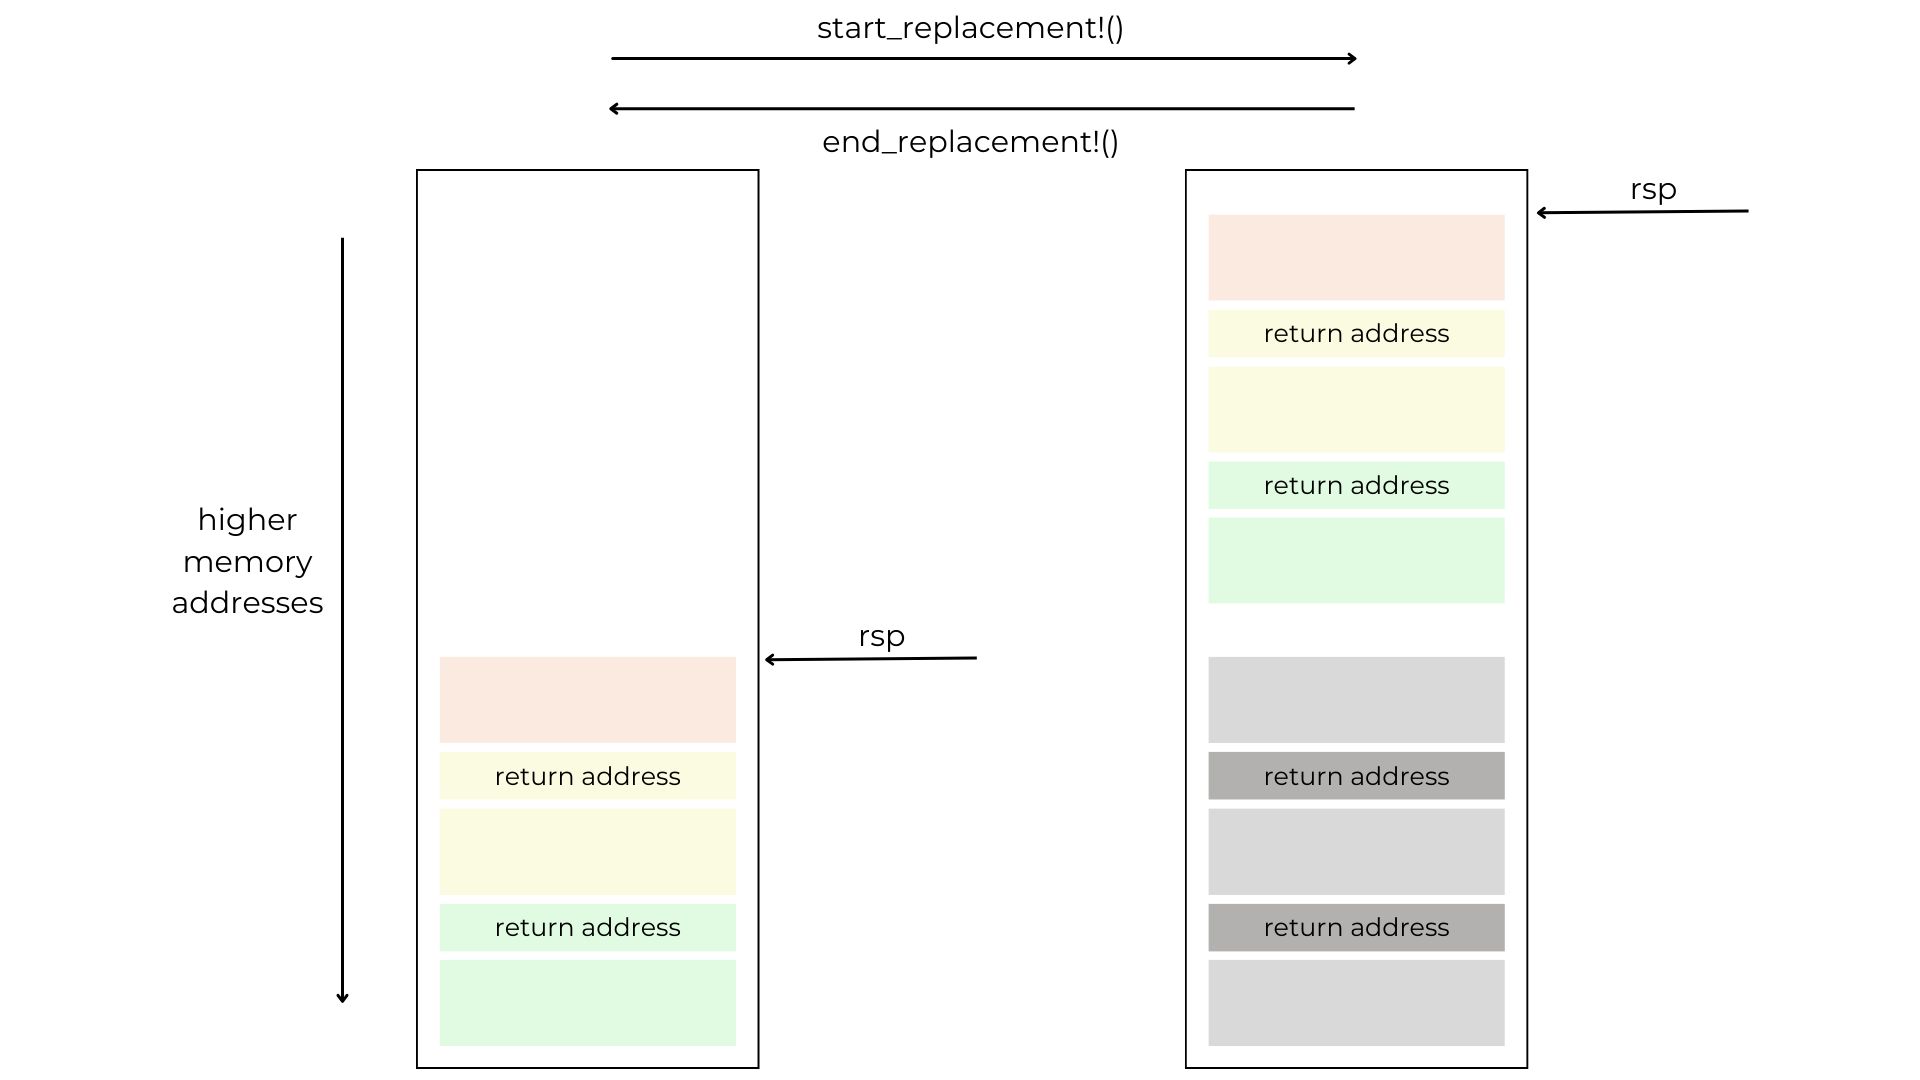 start_replacement!()
end_replacement!()
rsp
return address
return address
higher
memory
addresses
rsp
return address
return address
return address
return address